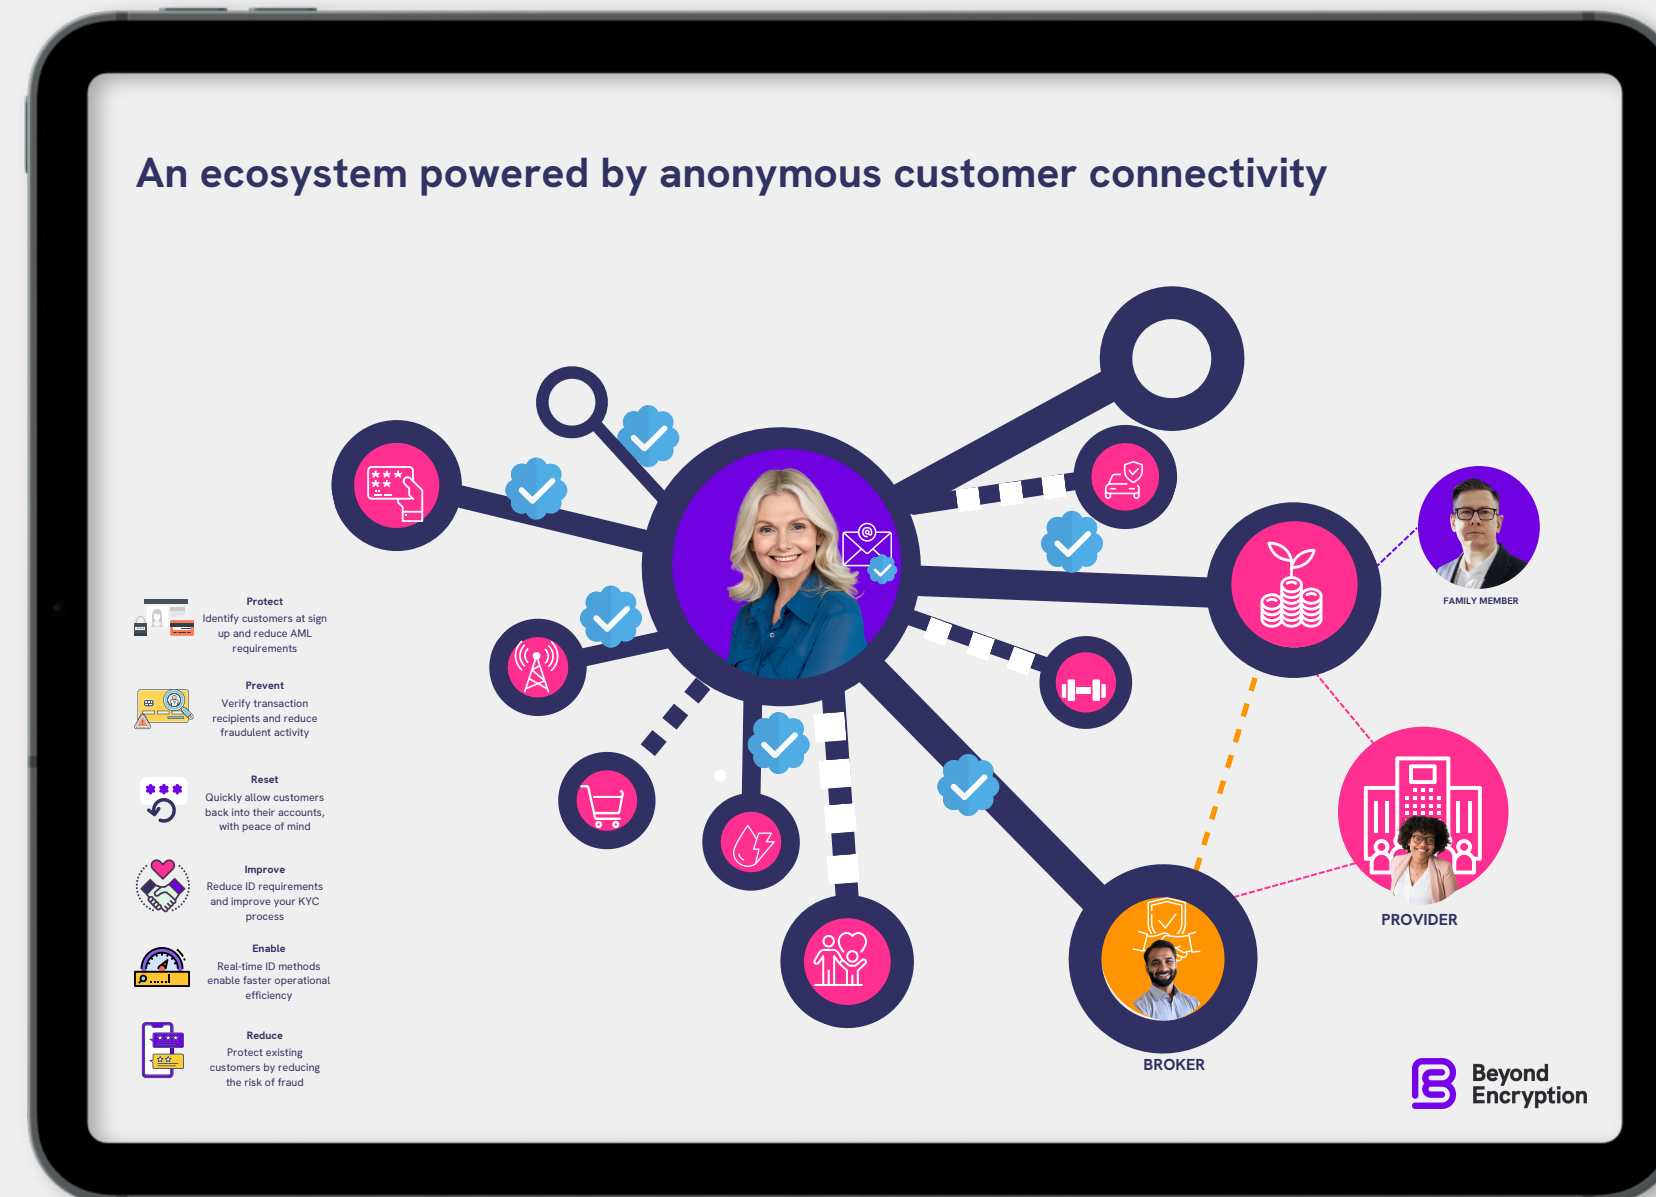 An ecosystem powered by anonymous customer connectivity
Protect
Identify customers at sign
up and reduce AML
requirements
Prevent
Verify transaction
recipients and reduce
fraudulent activity
Reset
Quickly allow customers
back into their accounts,
with peace of mind
Improve
Reduce ID requirements
and improve your KYC
process
Enable
Real-time ID methods
enable faster operational
efficiency
Reduce
Protect existing
customers by reducing
the risk of fraud
FAMILY MEMBER
PROVIDER
BROKER
Beyond
Encryption